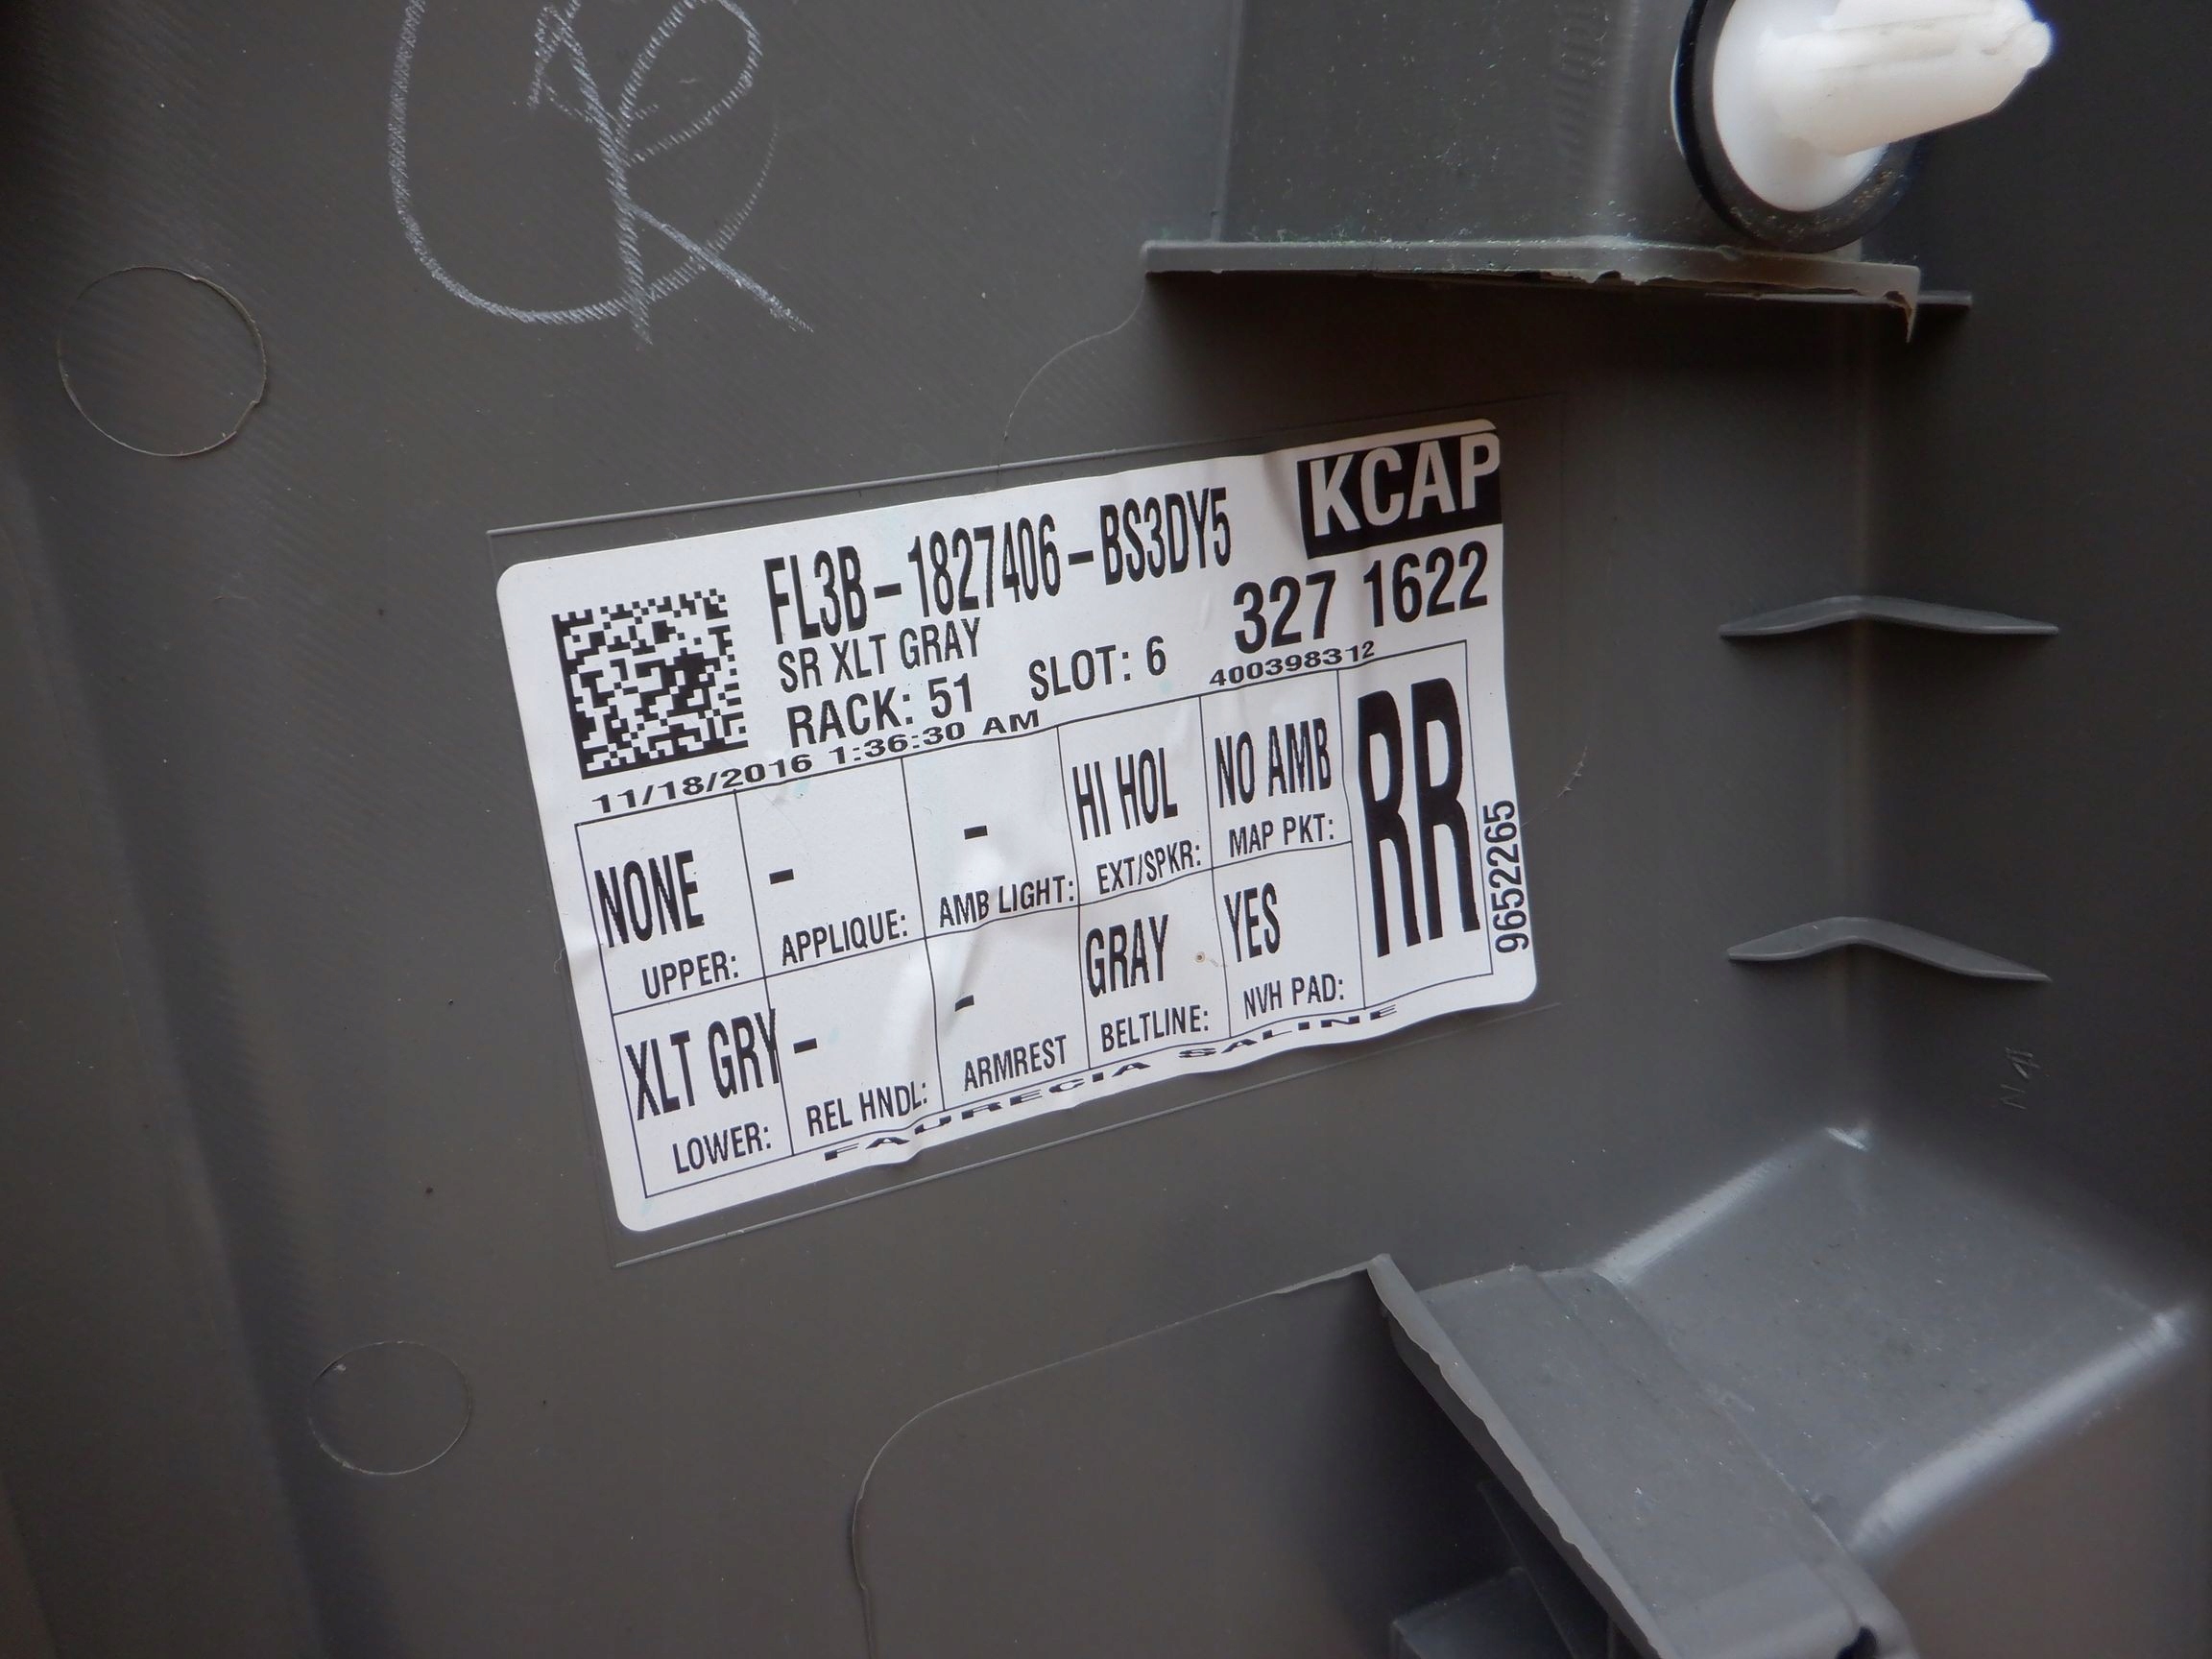 KCAP
FL3B-1827406-BS3DY5
SR XLT GRAY
327 1622
RACK: 51 SLOT: 6
400398312
11/18/2016 1:36:30 AM
NONE - - HI HOL NO AMB
UPPER: APPLIQUE: AMB LIGHT: EXT/SPKR: MAP PKT:
RR
XLT GRY - - GRAY YES
LOWER: REL HNDL: ARMREST BELTLINE: NVH PAD:
9652265
FAURECIA SALINE